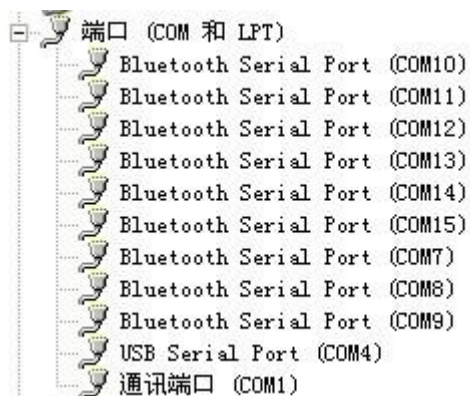 端口 (COM 和 LPT)
Bluetooth Serial Port (COM10)
Bluetooth Serial Port (COM11)
Bluetooth Serial Port (COM12)
Bluetooth Serial Port (COM13)
Bluetooth Serial Port (COM14)
Bluetooth Serial Port (COM15)
Bluetooth Serial Port (COM7)
Bluetooth Serial Port (COM8)
Bluetooth Serial Port (COM9)
USB Serial Port (COM4)
通讯端口 (COM1)